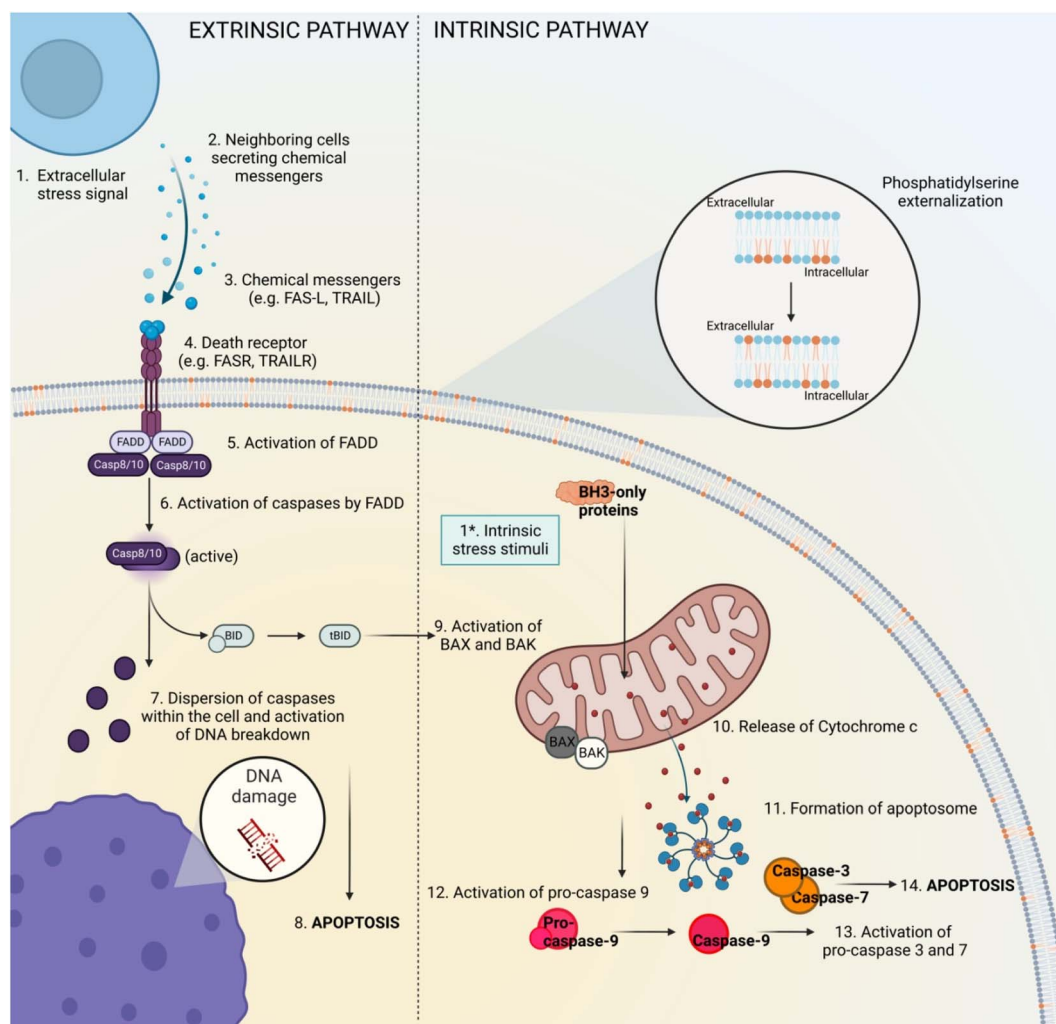 EXTRINSIC PATHWAY
INTRINSIC PATHWAY
1. Extracellular
stress signal
2. Neighboring cells
secreting chemical
messengers
3. Chemical messengers
(e.g. FAS-L, TRAIL)
4. Death receptor
(e.g. FASR, TRAILR)
FADD
FADD
Casp8/10
Casp8/10
5. Activation of FADD
6. Activation of caspases by FADD
Casp8/10
(active)
BID
tBID
7. Dispersion of caspases
within the cell and activation
of DNA breakdown
DNA
damage
8. APOPTOSIS
Phosphatidylserine
externalization
Extracellular
Intracellular
Extracellular
Intracellular
BH3-only
proteins
1*. Intrinsic
stress stimuli
9. Activation of
BAX and BAK
BAX
BAK
10. Release of Cytochrome c
11. Formation of apoptosome
12. Activation of pro-caspase 9
Pro-
caspase-9
Caspase-9
13. Activation of
pro-caspase 3 and 7
Caspase-3
Caspase-7
14. APOPTOSIS